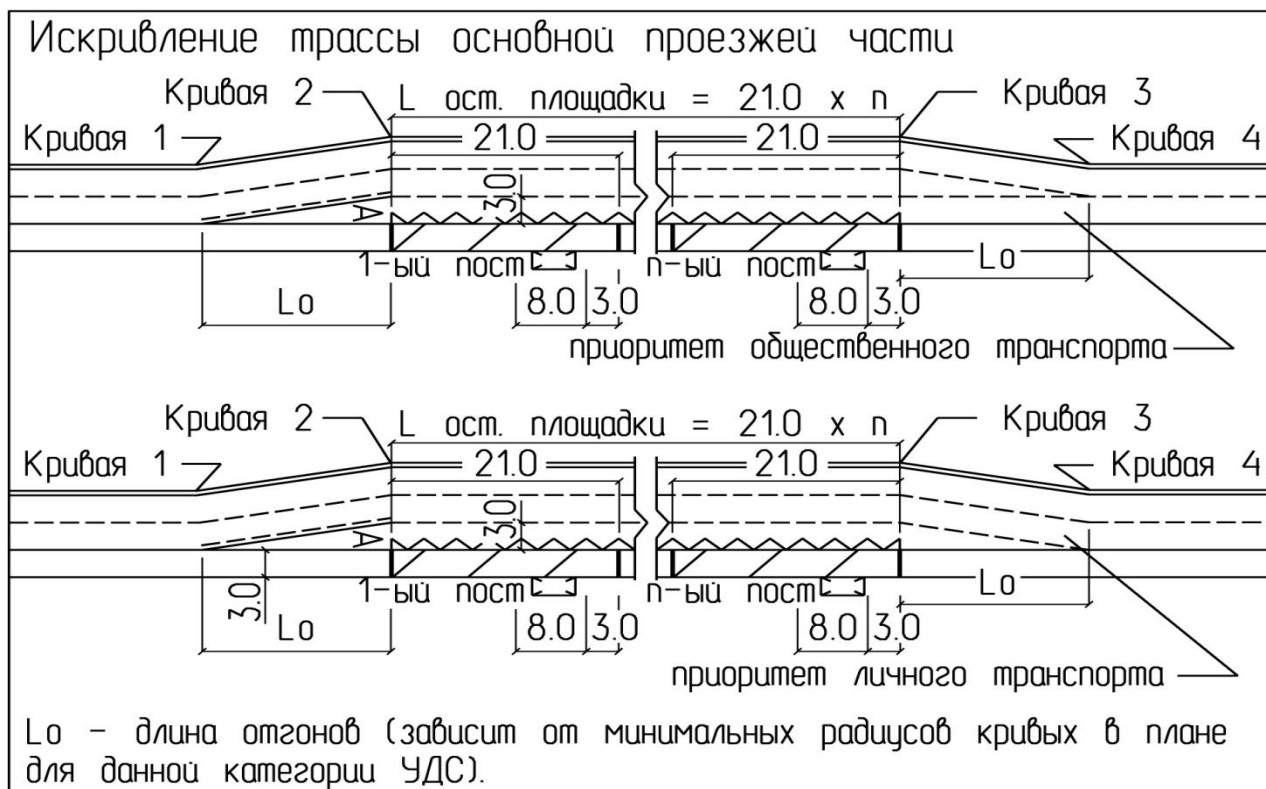 Искривление трассы основной проезжей части
Кривая 2
L ост. площадки = 21.0 x n
Кривая 3
Кривая 1
21.0
21.0
Кривая 4
3.0
А
1-ый пост
n-ый пост
Lo
Lo
8.0
3.0
8.0
3.0
приоритет общественного транспорта
Кривая 2
L ост. площадки = 21.0 x n
Кривая 3
Кривая 1
21.0
21.0
Кривая 4
3.0
А
3.0
1-ый пост
n-ый пост
Lo
Lo
8.0
3.0
8.0
3.0
приоритет личного транспорта
Lo - длина отгонов (зависит от минимальных радиусов кривых в плане
для данной категории УДС).